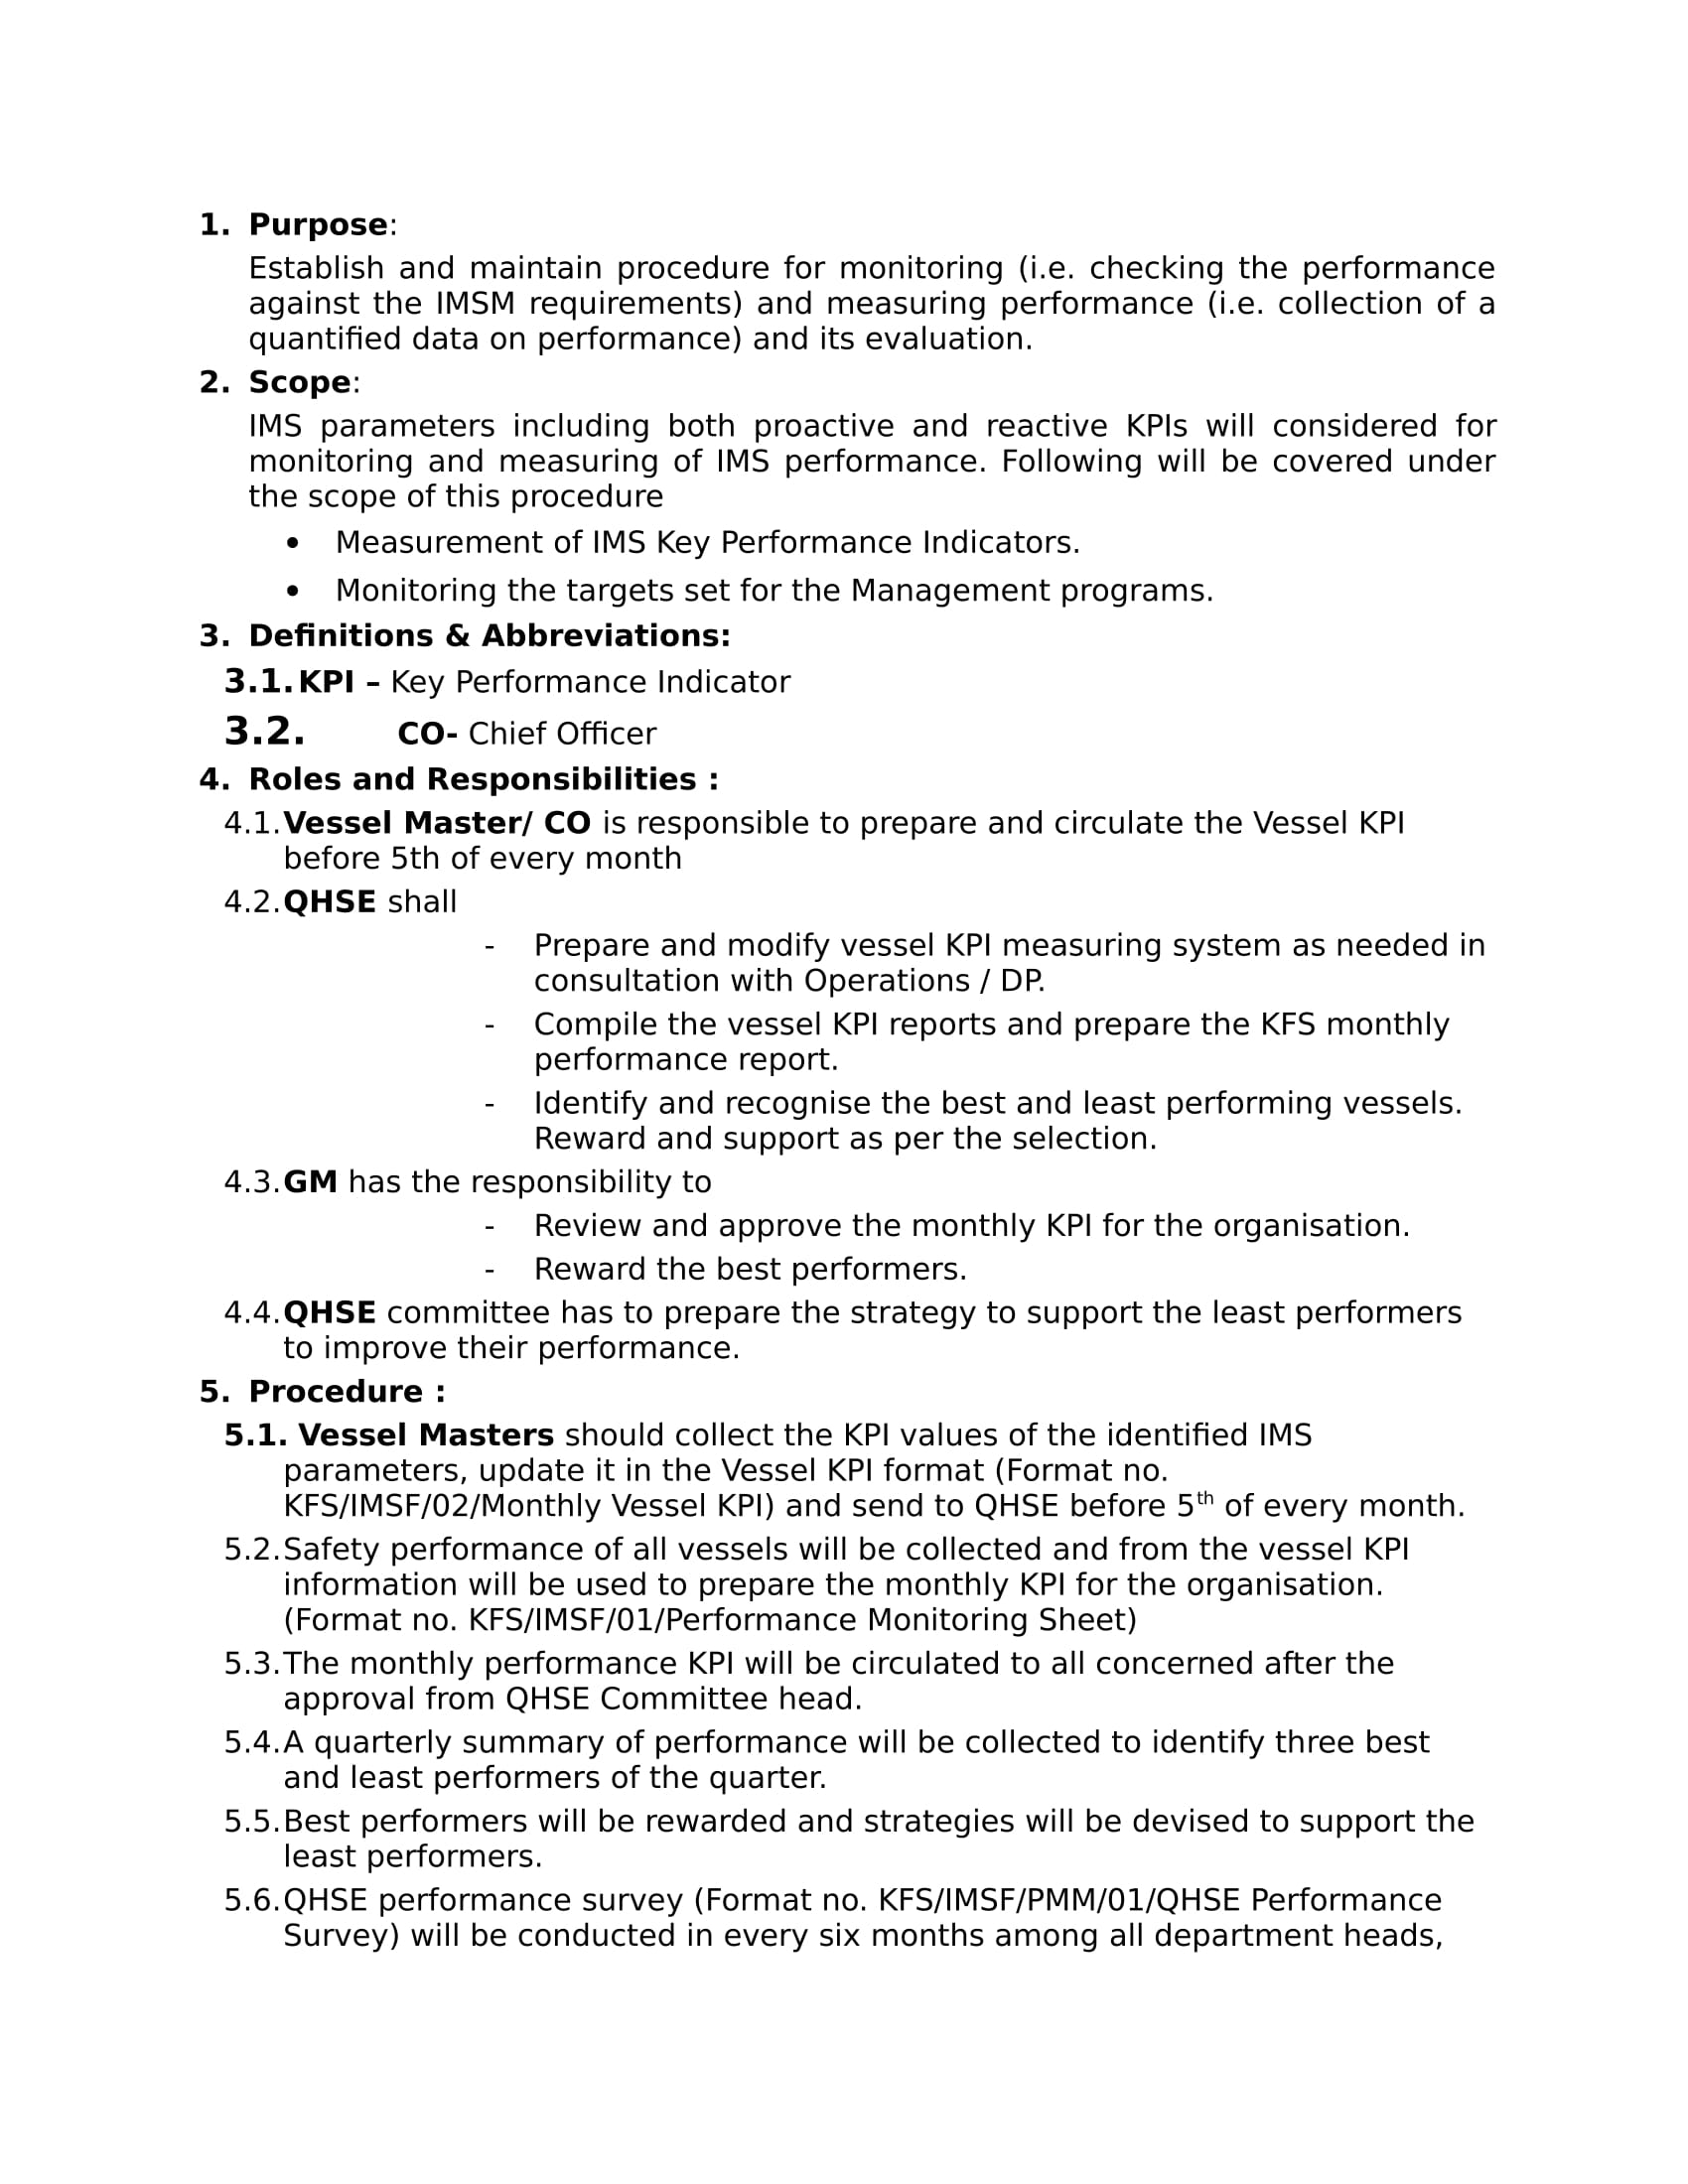 1. Purpose:
Establish and maintain procedure for monitoring (i.e. checking the performance
against the IMSM requirements) and measuring performance (i.e. collection of a
quantified data on performance) and its evaluation.
2. Scope:
IMS parameters including both proactive and reactive KPIs will considered for
monitoring and measuring of IMS performance. Following will be covered under
the scope of this procedure
• Measurement of IMS Key Performance Indicators.
• Monitoring the targets set for the Management programs.
3. Definitions & Abbreviations:
3.1. KPI – Key Performance Indicator
3.2. CO- Chief Officer
4. Roles and Responsibilities :
4.1. Vessel Master/ CO is responsible to prepare and circulate the Vessel KPI
before 5th of every month
4.2. QHSE shall
- Prepare and modify vessel KPI measuring system as needed in
consultation with Operations / DP.
- Compile the vessel KPI reports and prepare the KFS monthly
performance report.
- Identify and recognise the best and least performing vessels.
Reward and support as per the selection.
4.3. GM has the responsibility to
- Review and approve the monthly KPI for the organisation.
- Reward the best performers.
4.4. QHSE committee has to prepare the strategy to support the least performers
to improve their performance.
5. Procedure :
5.1. Vessel Masters should collect the KPI values of the identified IMS
parameters, update it in the Vessel KPI format (Format no.
KFS/IMSF/02/Monthly Vessel KPI) and send to QHSE before 5th of every month.
5.2. Safety performance of all vessels will be collected and from the vessel KPI
information will be used to prepare the monthly KPI for the organisation.
(Format no. KFS/IMSF/01/Performance Monitoring Sheet)
5.3. The monthly performance KPI will be circulated to all concerned after the
approval from QHSE Committee head.
5.4. A quarterly summary of performance will be collected to identify three best
and least performers of the quarter.
5.5. Best performers will be rewarded and strategies will be devised to support the
least performers.
5.6. QHSE performance survey (Format no. KFS/IMSF/PMM/01/QHSE Performance
Survey) will be conducted in every six months among all department heads,